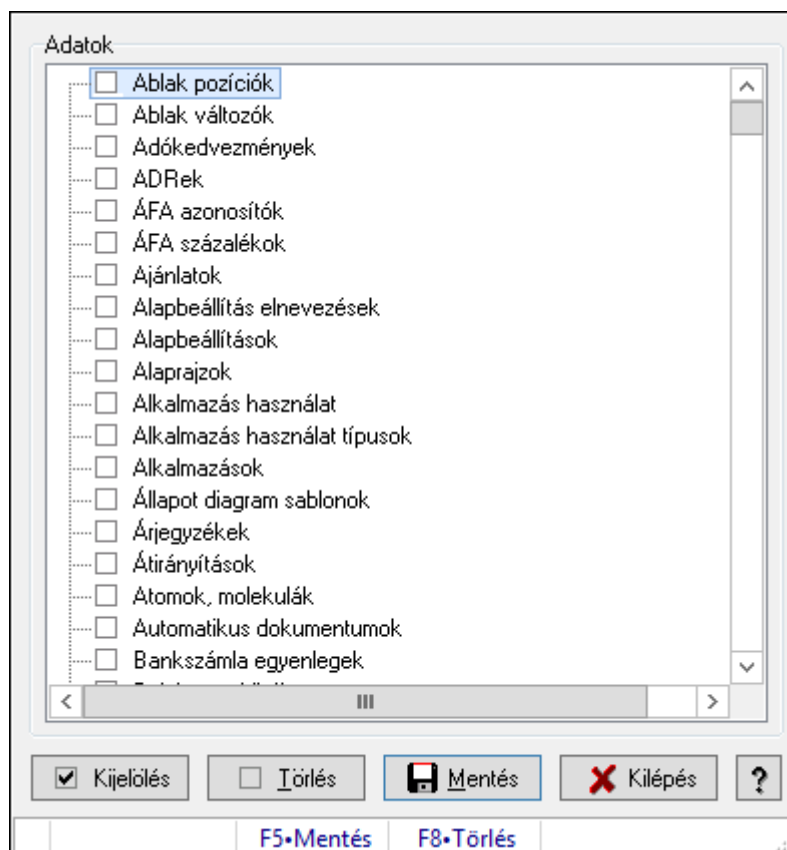 Adatok
Ablak pozíciók
Ablak változók
Adókedvezmények
ADRek
ÁFA azonosítók
ÁFA százalékok
Ajánlatok
Alapbeállítás elnevezések
Alapbeállítások
Alaprajzok
Alkalmazás használat
Alkalmazás használat típusok
Alkalmazások
Állapot diagram sablonok
Árjegyzékek
Átirányítások
Atomok, molekulák
Automatikus dokumentumok
Bankszámla egyenlegek
Kijelölés Törlés Mentés Kilépés ?
F5•Mentés F8•Törlés